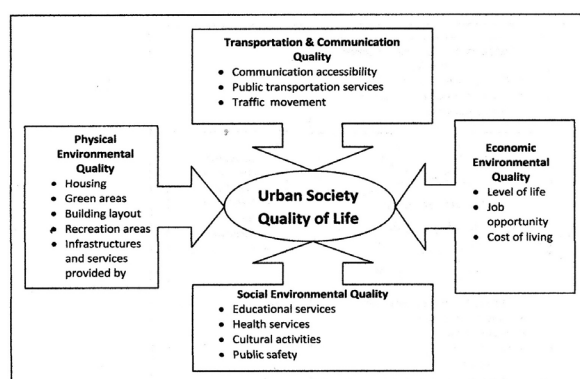 Transportation & Communication
Quality
• Communication accessibility
• Public transportation services
• Traffic movement
Physical
Environmental
Quality
• Housing
• Green areas
• Building layout
• Recreation areas
• Infrastructures
and services
provided by
Urban Society
Quality of Life
Economic
Environmental
Quality
• Level of life
• Job
opportunity
• Cost of living
Social Environmental Quality
• Educational services
• Health services
• Cultural activities
• Public safety